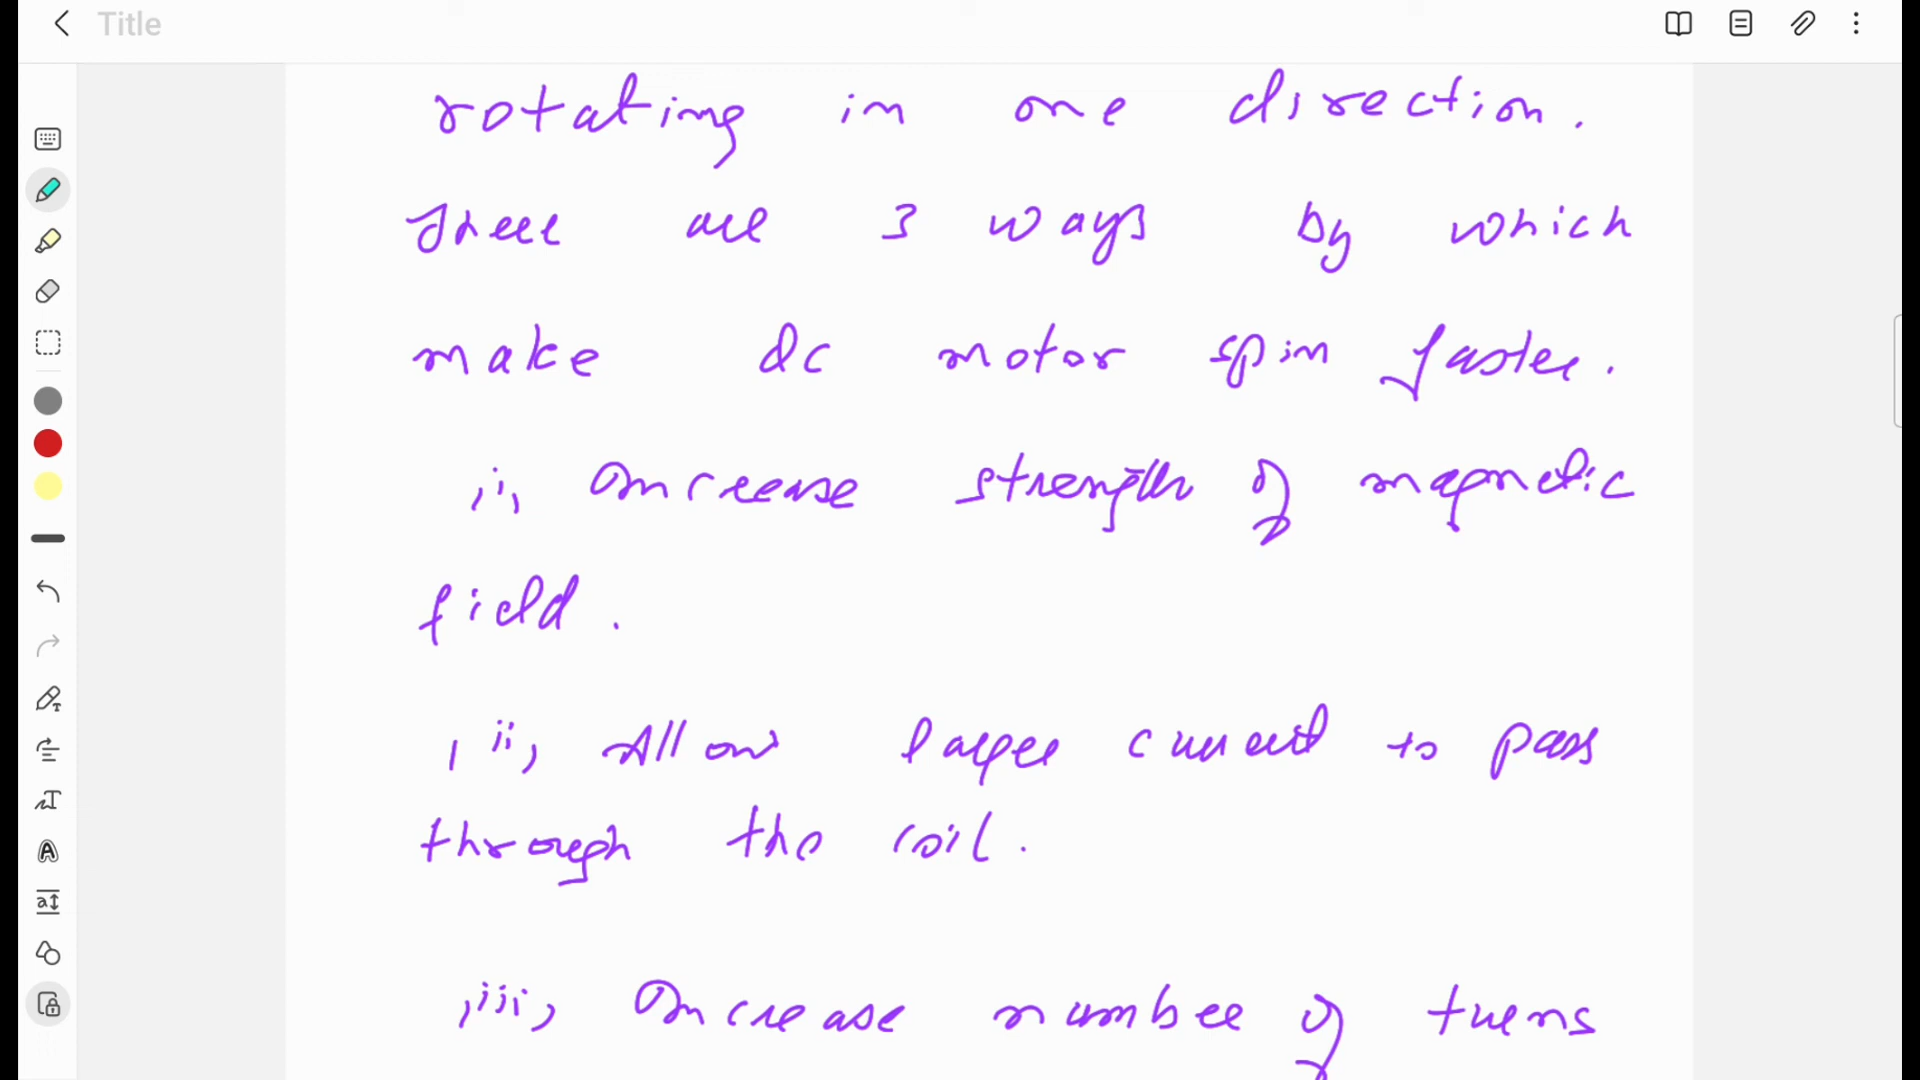 Title
rotating in one direction.
There are 3 ways by which
make dc motor spin faster.
(i) Increase strength of magnetic
field.
(ii) Allow larger current to pass
through the coil.
(iii) Increase number of turns